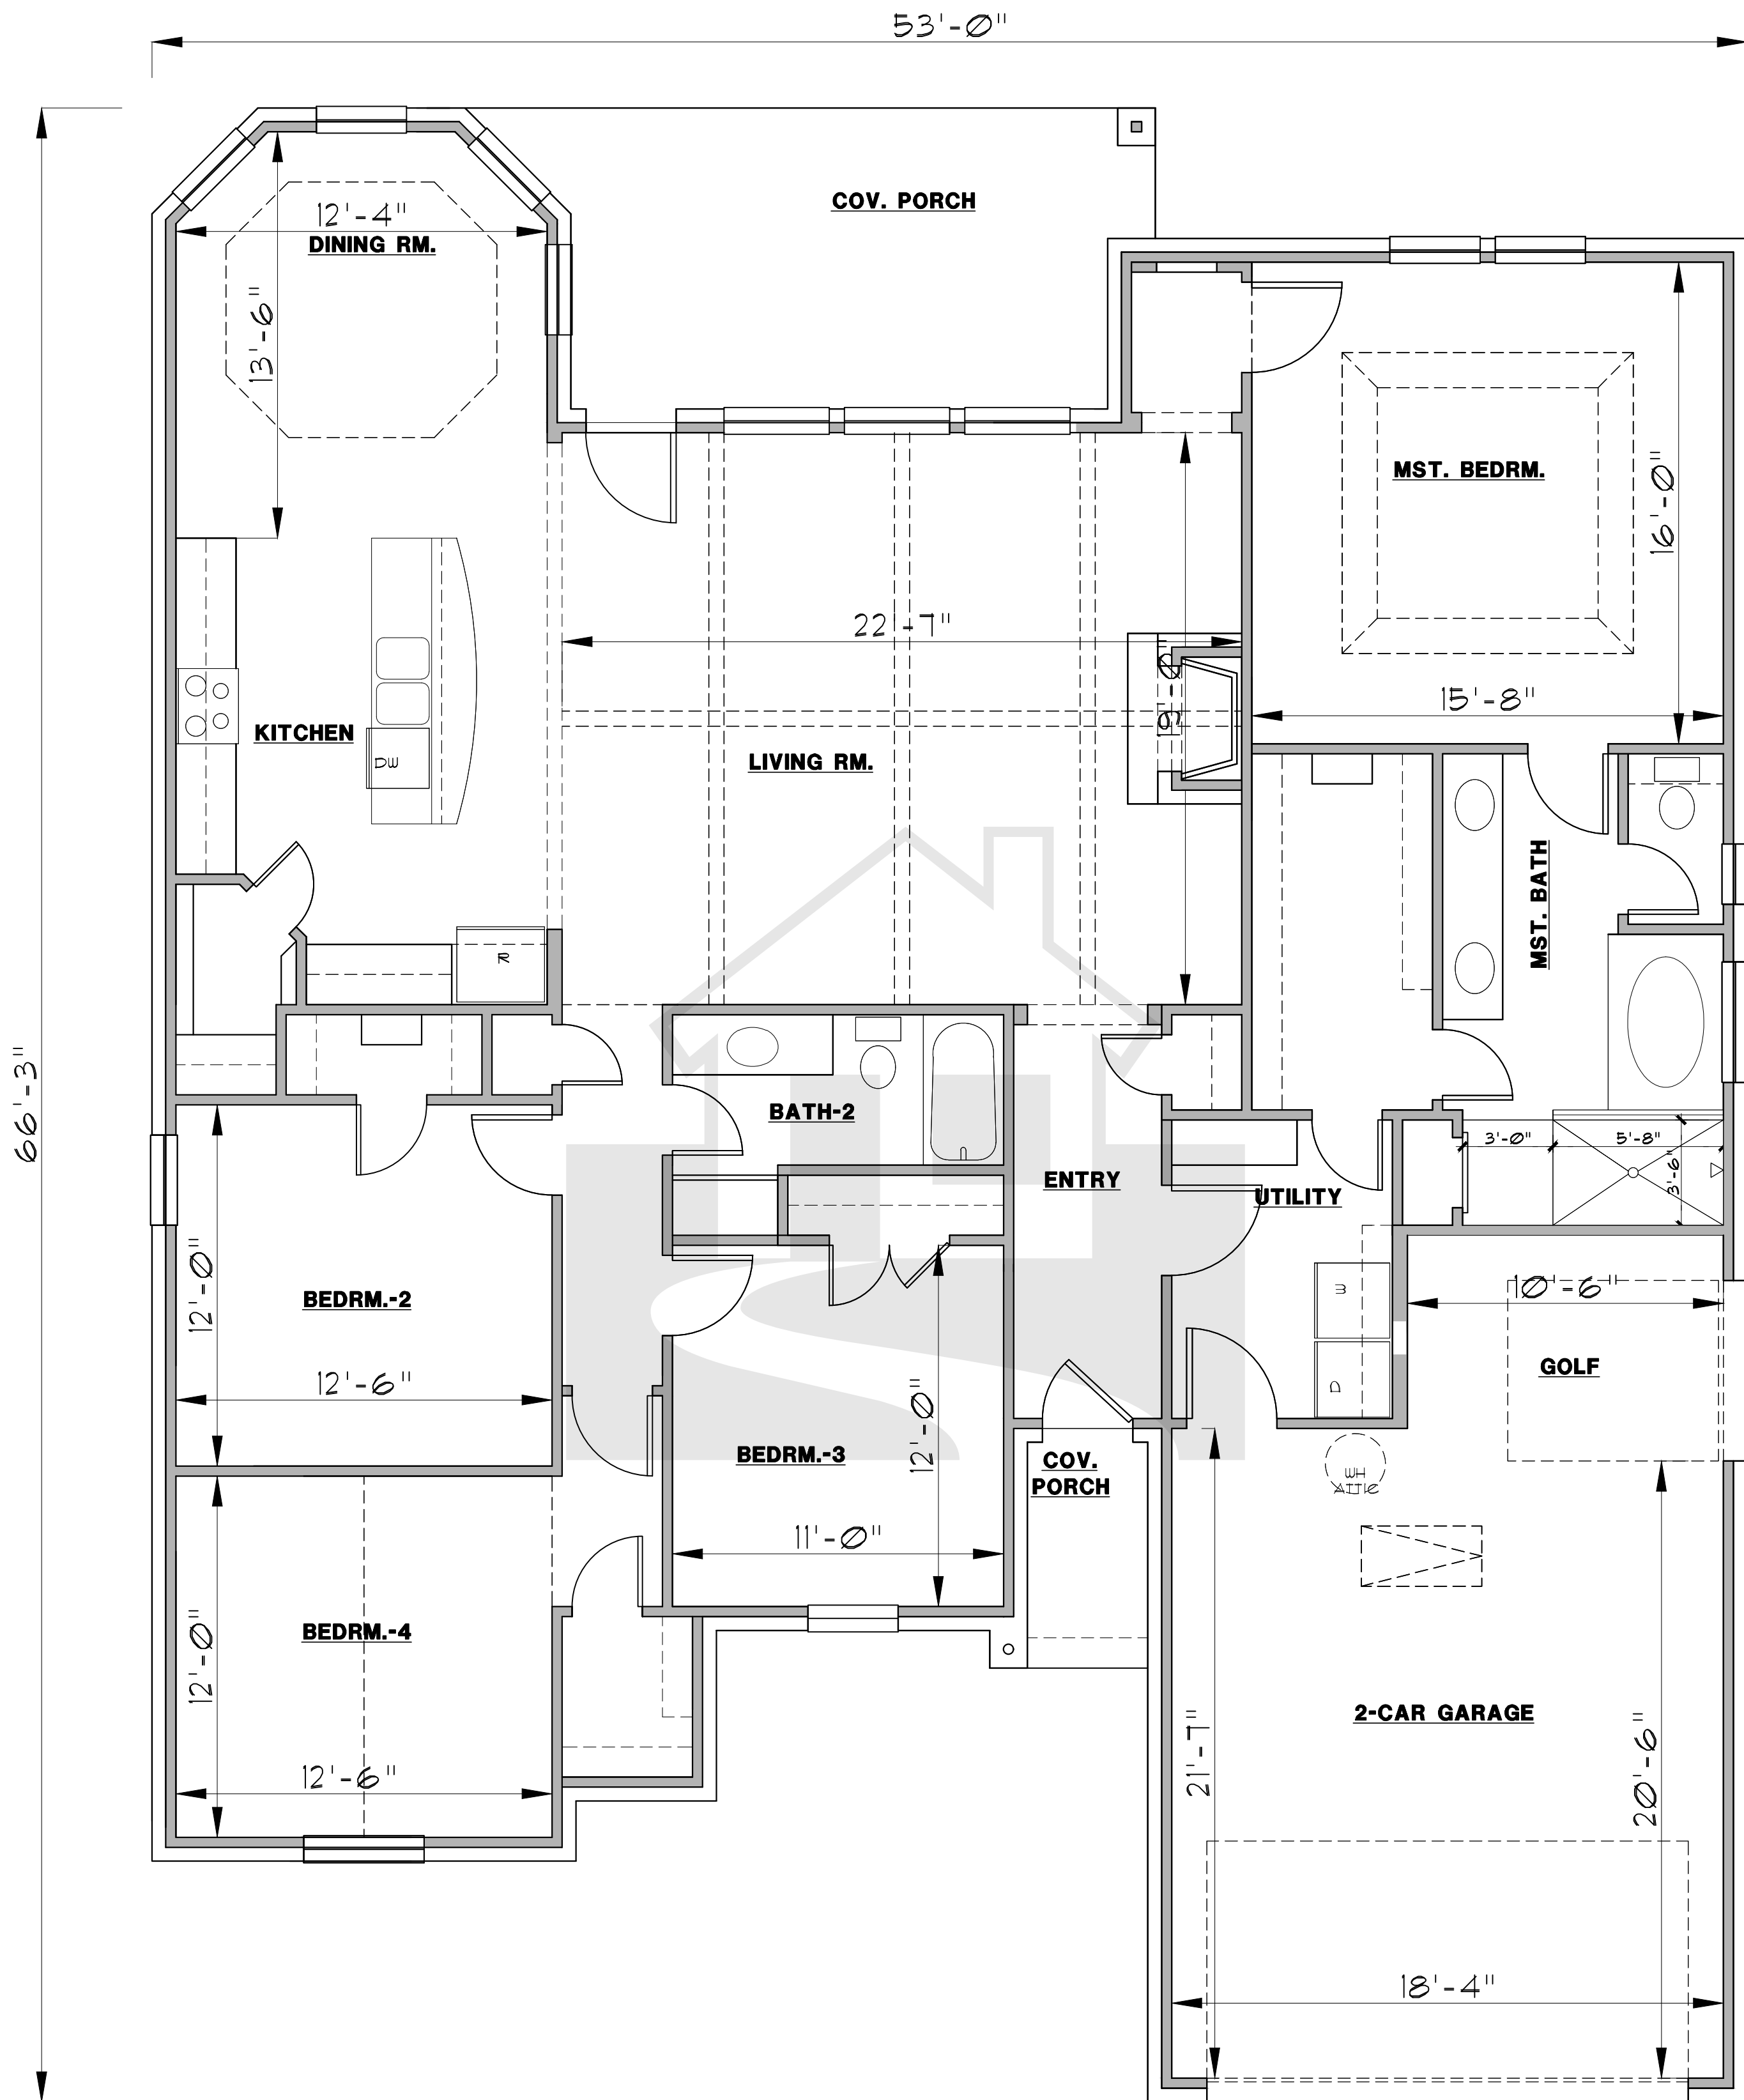 53'-0"
COV. PORCH
12'-4"
DINING RM.
13'-6"
MST. BEDRM.
16'-0"
22'-7"
19'-0"
15'-8"
KITCHEN
DW
LIVING RM.
MST. BATH
R
66'-3"
BATH-2
3'-0"
5'-8"
3'-6"
ENTRY
UTILITY
12'-0"
BEDRM.-2
W
10'-6"
GOLF
12'-6"
D
12'-0"
BEDRM.-3
COV.
PORCH
WH
ATTIC
11'-0"
12'-0"
BEDRM.-4
2-CAR GARAGE
21'-7"
20'-6"
12'-6"
18'-4"